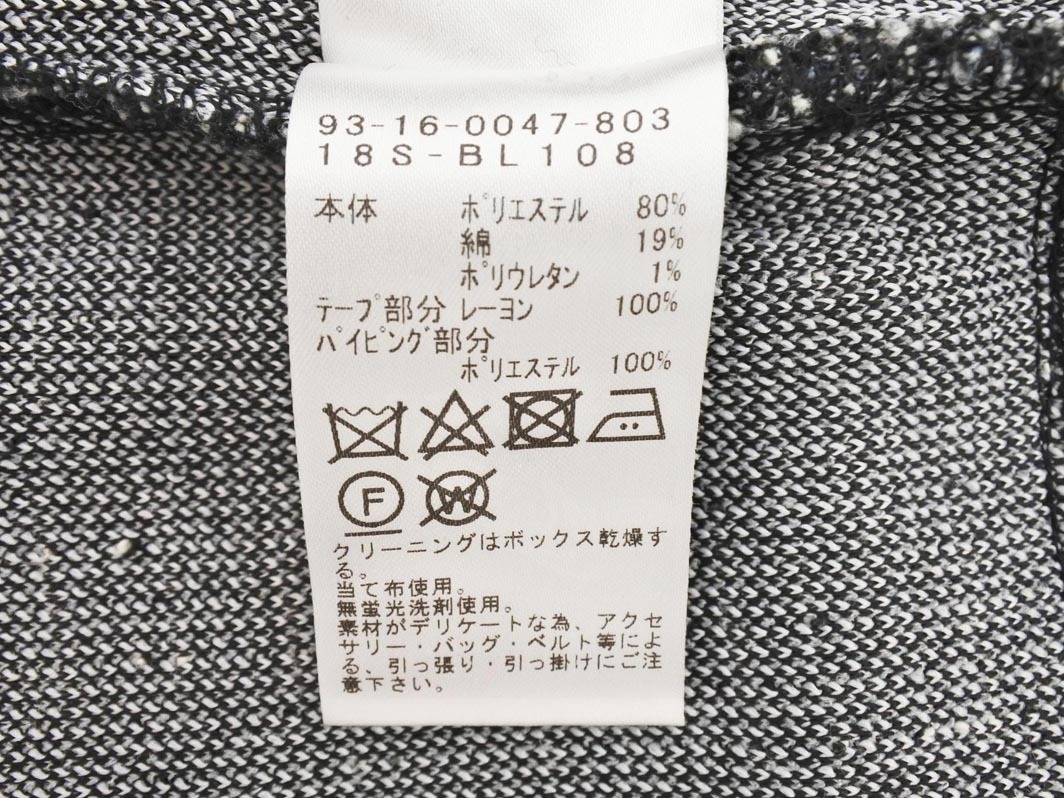 93-16-0047-803
18S-BL108
本体 ポリエステル 80%
綿 19%
ポリウレタン 1%
テープ部分 レーヨン 100%
パイピング部分
ポリエステル 100%
F W
クリーニングはボックス乾燥す
る。
当て布使用。
無蛍光洗剤使用。
素材がデリケートな為、アクセ
サリー・バッグ・ベルト等によ
る、引っ張り・引っ掛けにご注
意下さい。